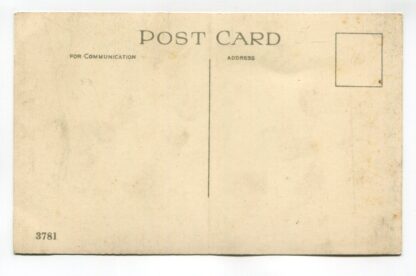 POST CARD
FOR COMMUNICATION
ADDRESS
3781